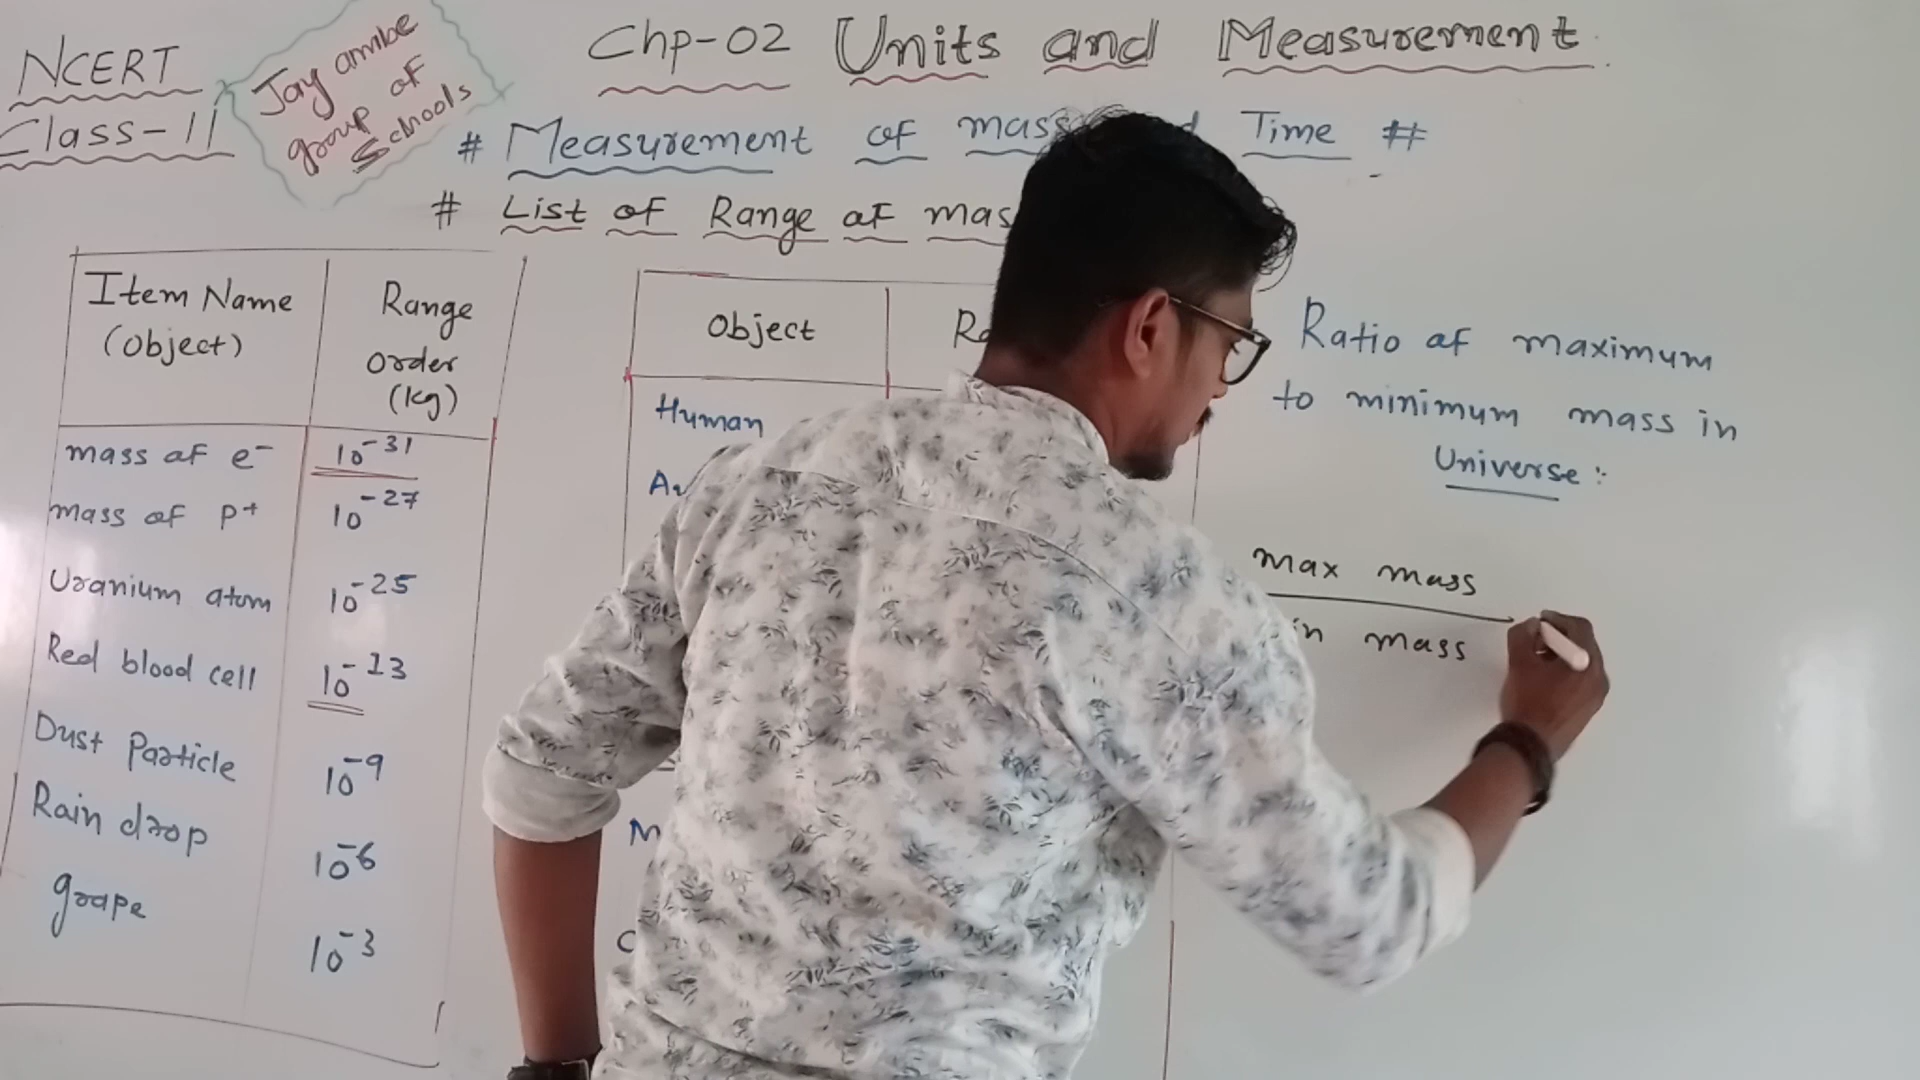 NCERT
Class-11
Jay ambe
group of
Schools
Chp-02 Units and Measurement
# Measurement of mass Time #
# List of Range of mas
Item Name
(Object)
Range
order
(kg)
mass of e⁻ 10⁻³¹
mass of P⁺ 10⁻²⁷
Uranium atom 10⁻²⁵
Red blood cell 10⁻¹³
Dust Particle 10⁻⁹
Rain drop 10⁻⁶
grape 10⁻³
Object
Human
Ratio of maximum
to minimum mass in
Universe :
max mass
in mass